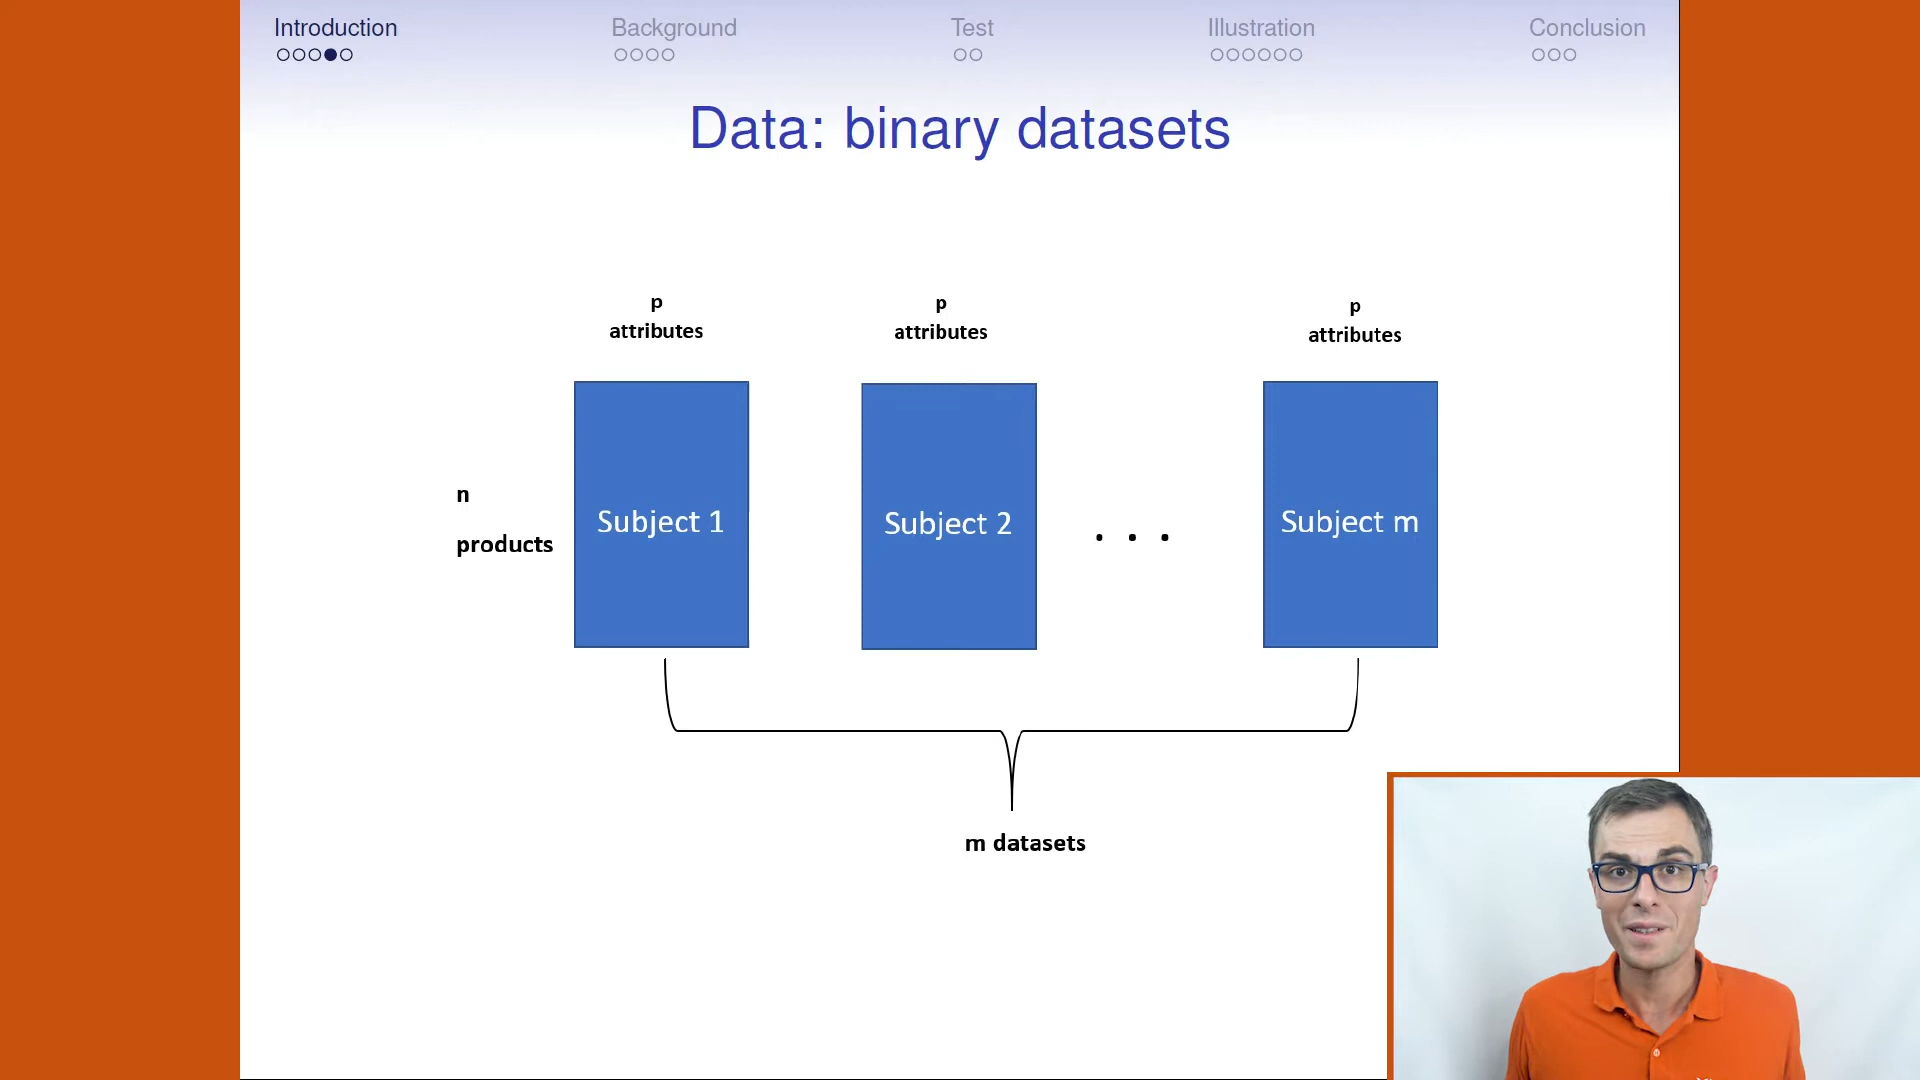 Introduction Background Test Illustration Conclusion
Data: binary datasets
p p p
attributes attributes attributes
n
products
Subject 1 Subject 2 . . . Subject m
m datasets